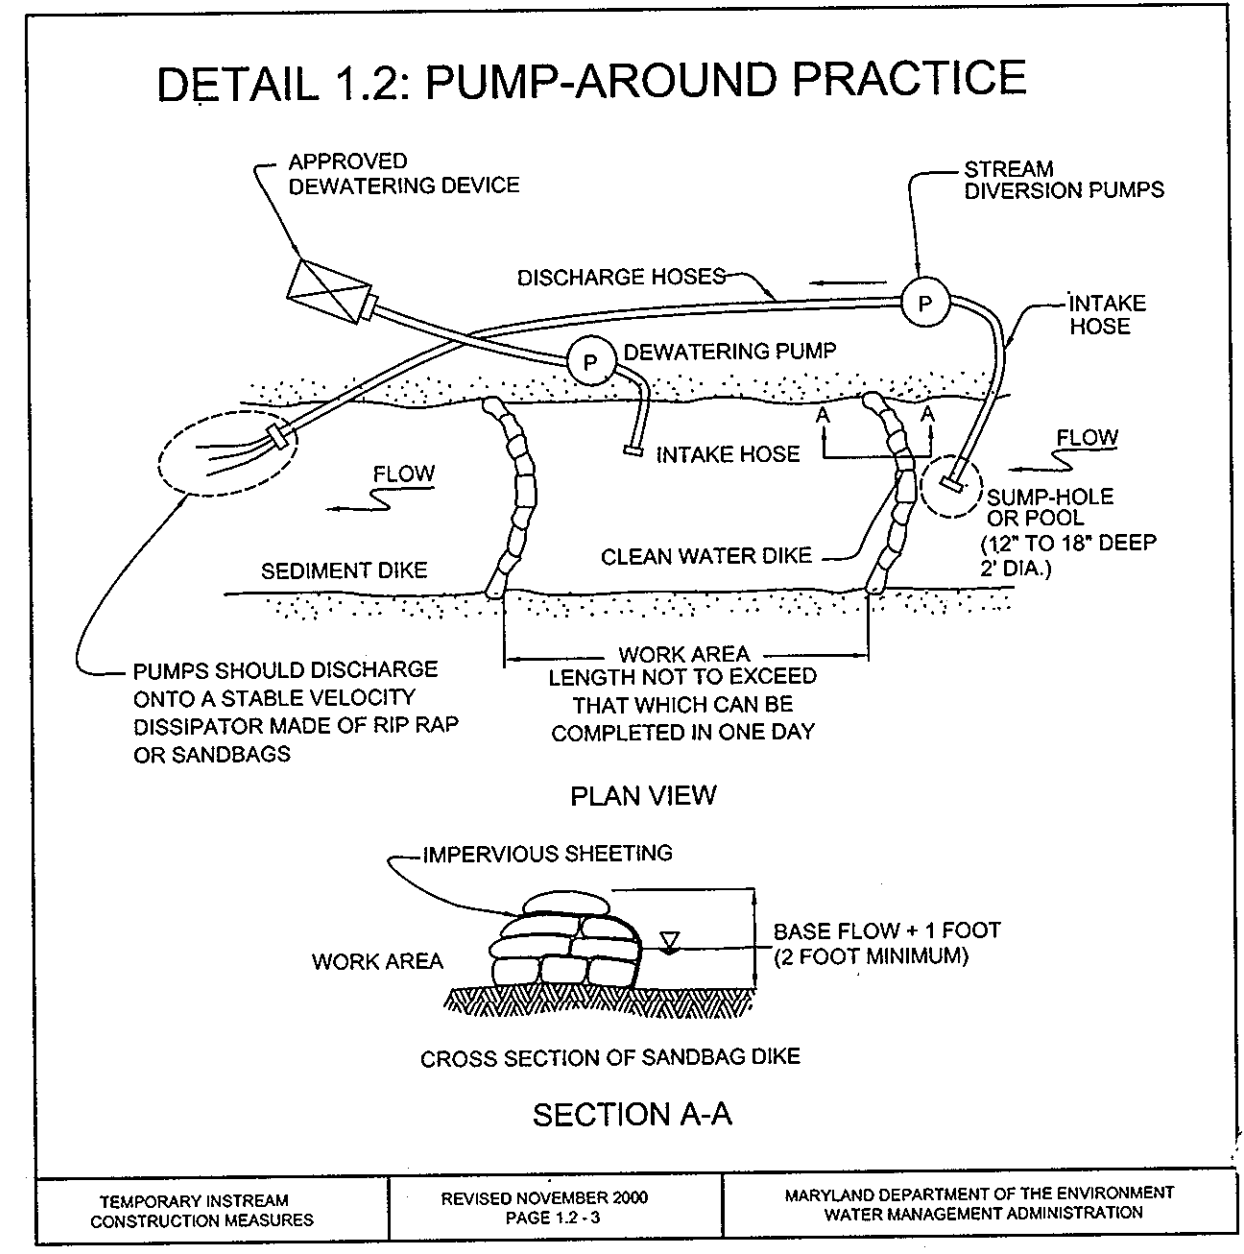 DETAIL 1.2: PUMP-AROUND PRACTICE
APPROVED
DEWATERING DEVICE
STREAM
DIVERSION PUMPS
DISCHARGE HOSES
P
INTAKE
HOSE
P
DEWATERING PUMP
A
A
INTAKE HOSE
FLOW
FLOW
SUMP-HOLE
OR POOL
(12" TO 18" DEEP
2' DIA.)
CLEAN WATER DIKE
SEDIMENT DIKE
WORK AREA
LENGTH NOT TO EXCEED
THAT WHICH CAN BE
COMPLETED IN ONE DAY
PUMPS SHOULD DISCHARGE
ONTO A STABLE VELOCITY
DISSIPATOR MADE OF RIP RAP
OR SANDBAGS
PLAN VIEW
IMPERVIOUS SHEETING
BASE FLOW + 1 FOOT
(2 FOOT MINIMUM)
WORK AREA
CROSS SECTION OF SANDBAG DIKE
SECTION A-A
TEMPORARY INSTREAM
CONSTRUCTION MEASURES
REVISED NOVEMBER 2000
PAGE 1.2 - 3
MARYLAND DEPARTMENT OF THE ENVIRONMENT
WATER MANAGEMENT ADMINISTRATION